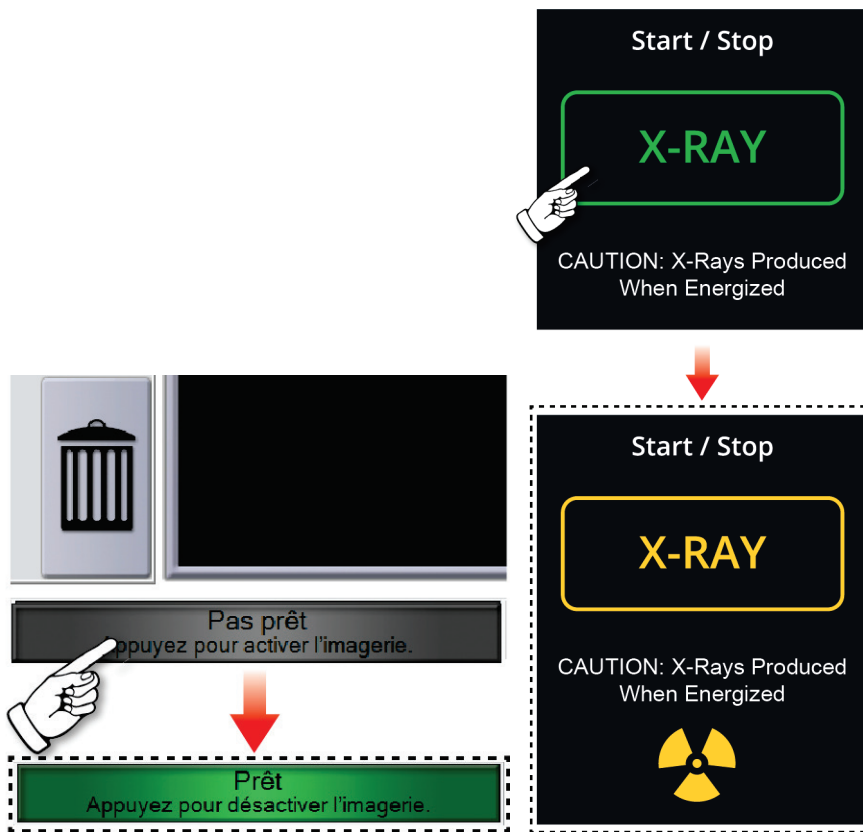 Start / Stop
X-RAY
CAUTION: X-Rays Produced
When Energized
Start / Stop
X-RAY
CAUTION: X-Rays Produced
When Energized
Pas prêt
Appuyez pour activer l'imagerie.
Prêt
Appuyez pour désactiver l'imagerie.